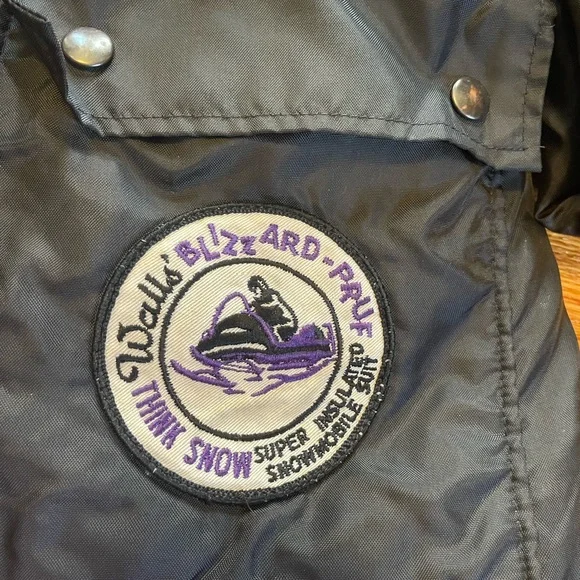 Walls' BLIZZARD-PRUF
THINK SNOW
SUPER INSULATED
SNOWMOBILE SUIT